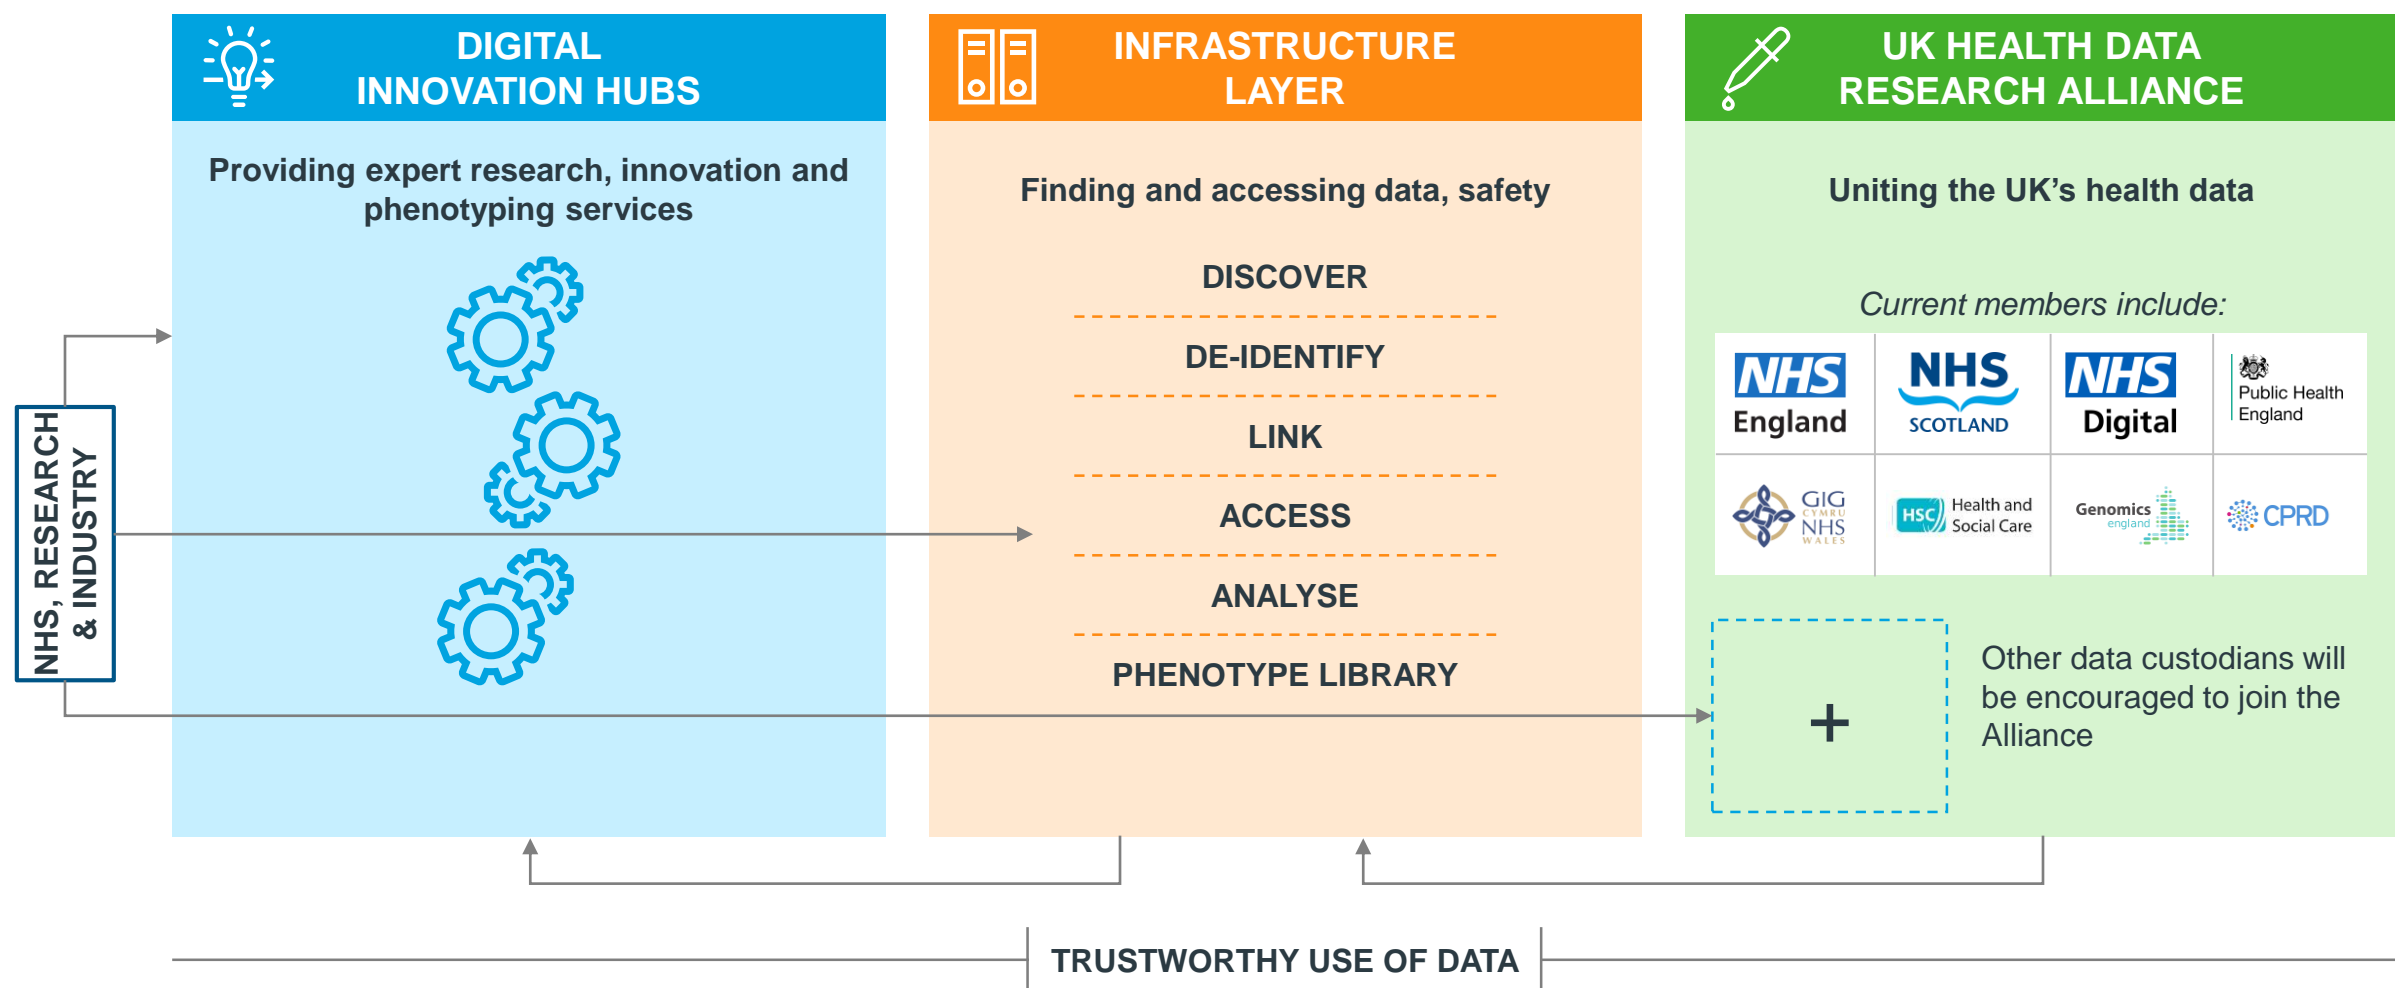 DIGITAL
INNOVATION HUBS
Providing expert research, innovation and
phenotyping services
INFRASTRUCTURE
LAYER
Finding and accessing data, safety
DISCOVER
DE-IDENTIFY
LINK
ACCESS
ANALYSE
PHENOTYPE LIBRARY
UK HEALTH DATA
RESEARCH ALLIANCE
Uniting the UK’s health data
Current members include:
NHS
England
NHS
SCOTLAND
NHS
Digital
Public Health
England
GIG
CYMRU
NHS
WALES
HSC
Health and
Social Care
Genomics
england
CPRD
+
Other data custodians will
be encouraged to join the
Alliance
NHS, RESEARCH
& INDUSTRY
TRUSTWORTHY USE OF DATA